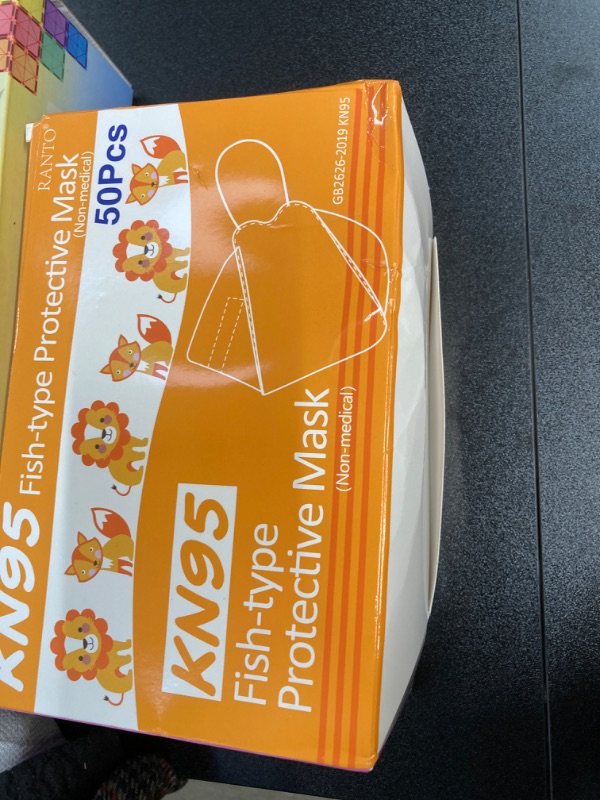 RANTO®
KN95 Fish-type Protective Mask
(Non-medical)
50Pcs
GB2626-2019 KN95
KN95
Fish-type
Protective Mask
(Non-medical)